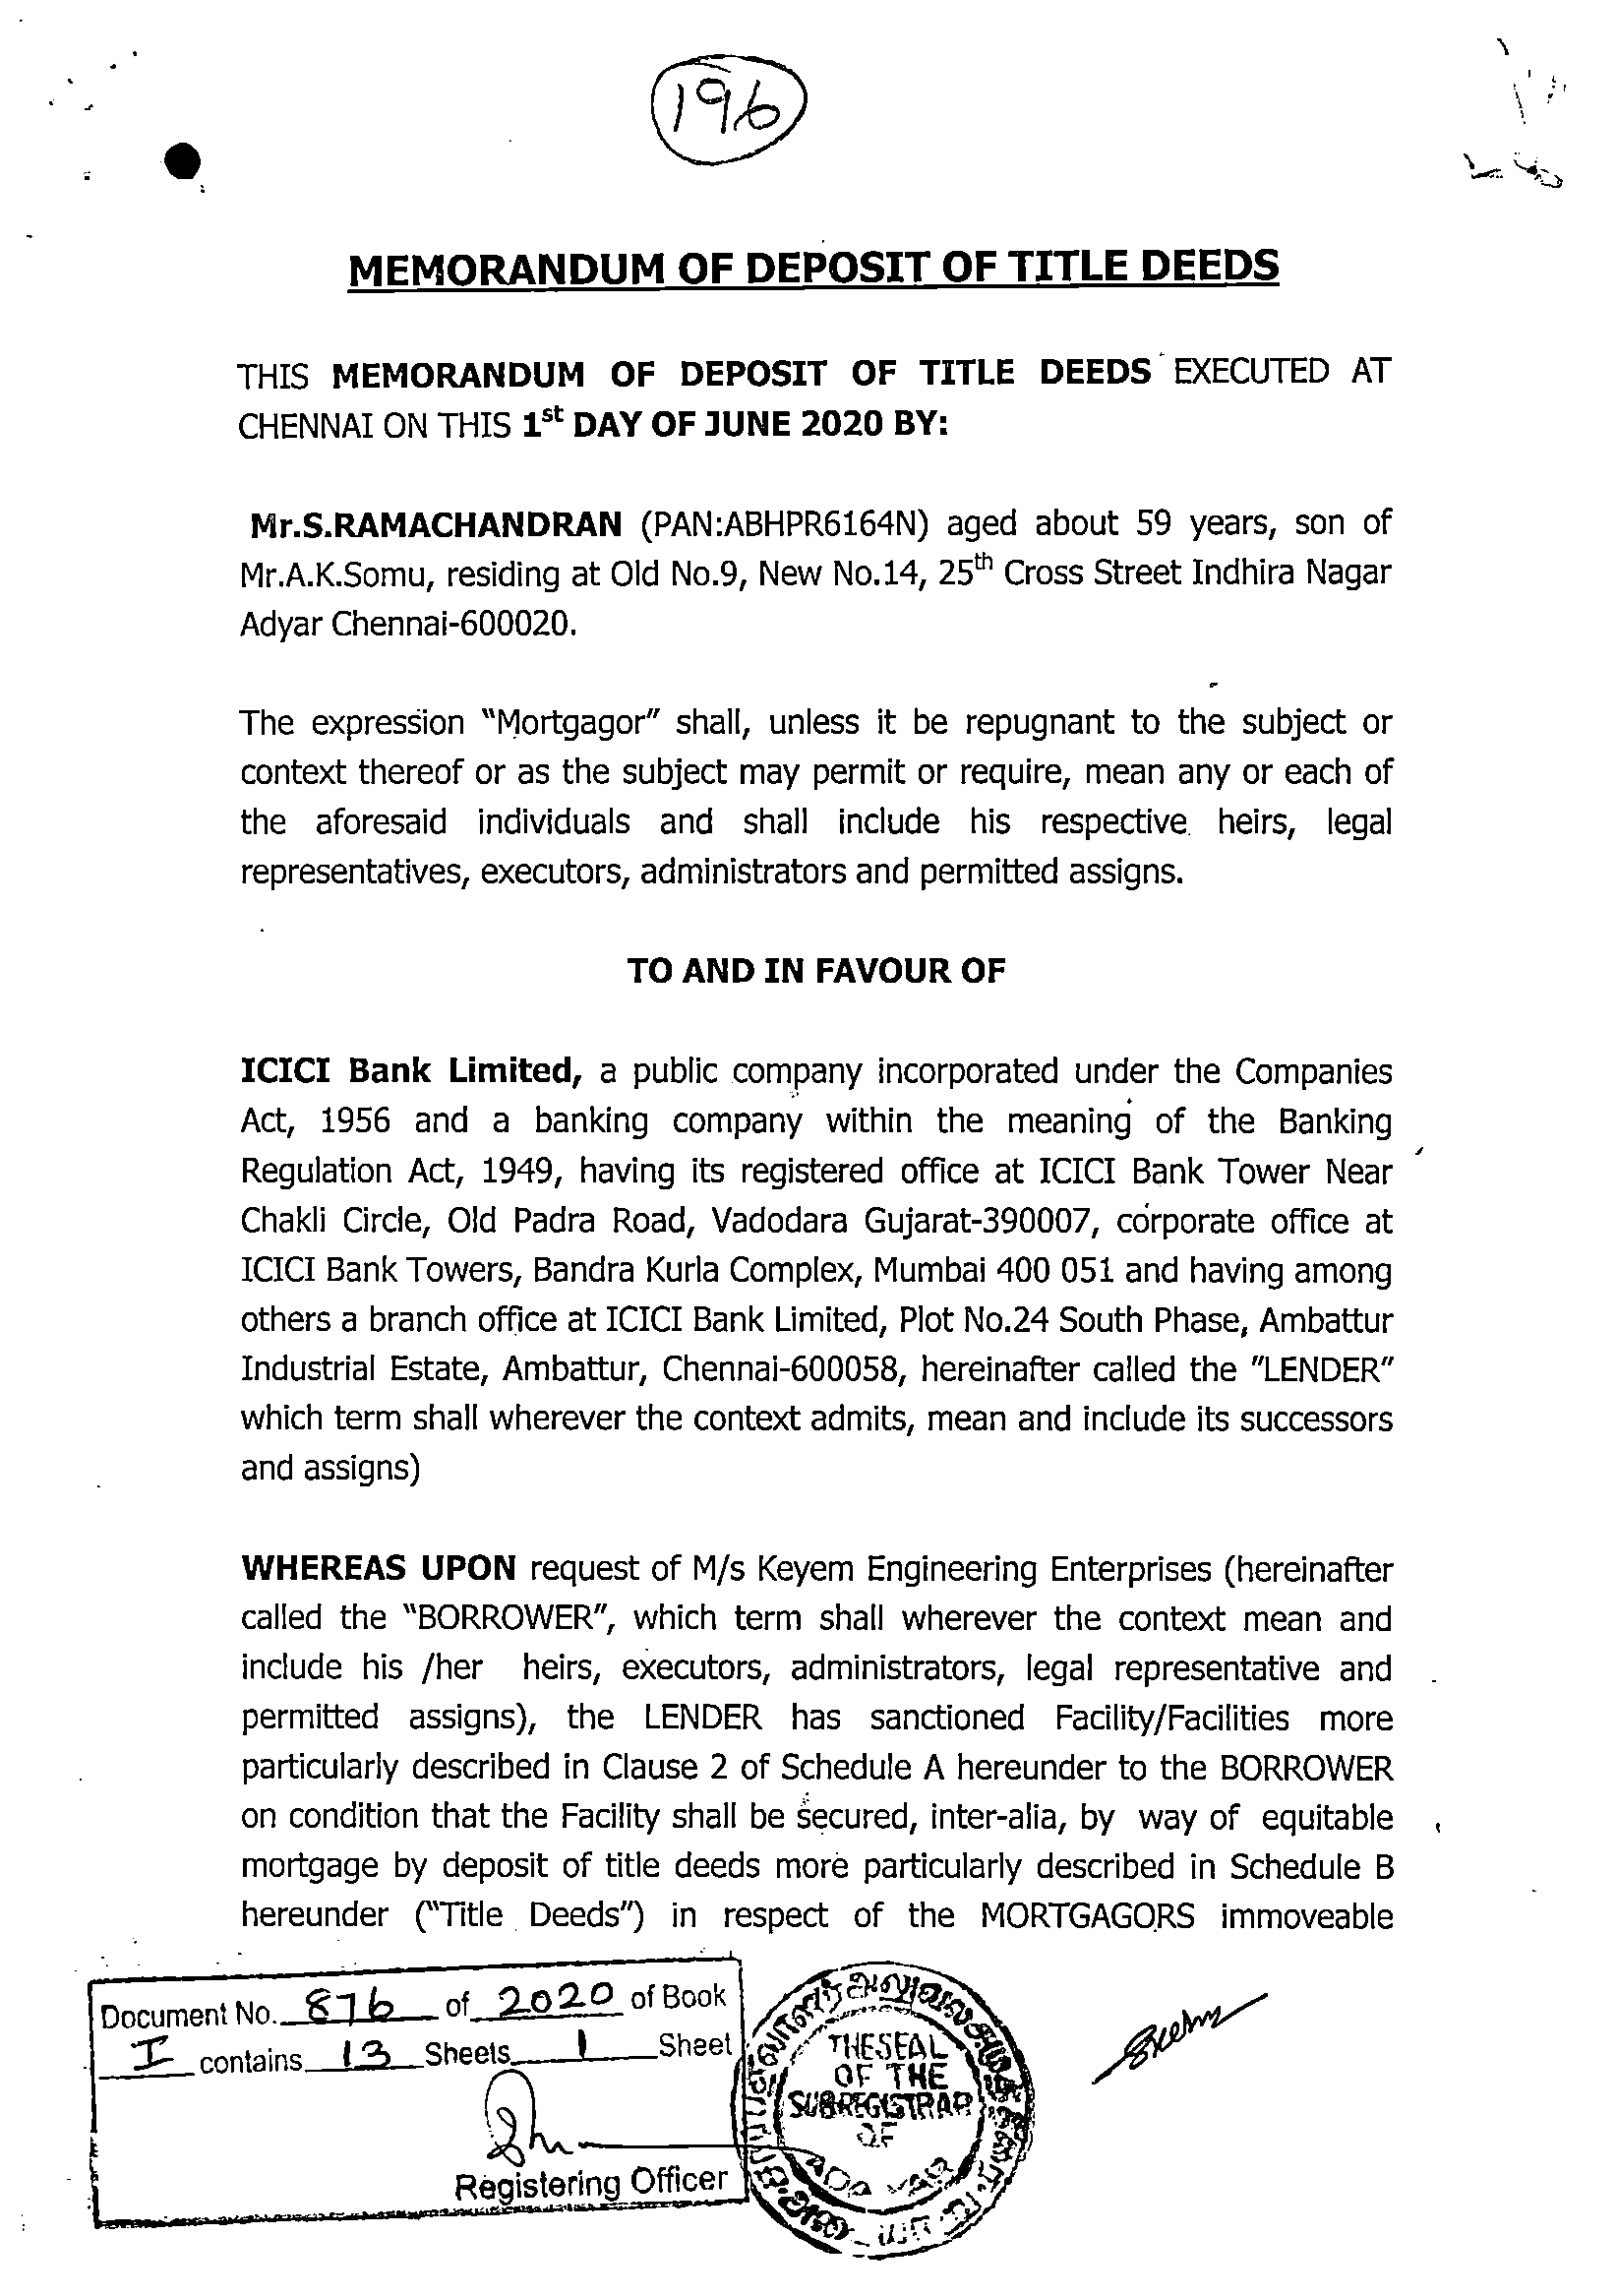 196
MEMORANDUM OF DEPOSIT OF TITLE DEEDS
THIS MEMORANDUM OF DEPOSIT OF TITLE DEEDS EXECUTED AT
CHENNAI ON THIS 1st DAY OF JUNE 2020 BY:
Mr.S.RAMACHANDRAN (PAN:ABHPR6164N) aged about 59 years, son of
Mr.A.K.Somu, residing at Old No.9, New No.14, 25th Cross Street Indhira Nagar
Adyar Chennai-600020.
The expression "Mortgagor" shall, unless it be repugnant to the subject or
context thereof or as the subject may permit or require, mean any or each of
the aforesaid individuals and shall include his respective heirs, legal
representatives, executors, administrators and permitted assigns.
TO AND IN FAVOUR OF
ICICI Bank Limited, a public company incorporated under the Companies
Act, 1956 and a banking company within the meaning of the Banking
Regulation Act, 1949, having its registered office at ICICI Bank Tower Near
Chakli Circle, Old Padra Road, Vadodara Gujarat-390007, corporate office at
ICICI Bank Towers, Bandra Kurla Complex, Mumbai 400 051 and having among
others a branch office at ICICI Bank Limited, Plot No.24 South Phase, Ambattur
Industrial Estate, Ambattur, Chennai-600058, hereinafter called the "LENDER"
which term shall wherever the context admits, mean and include its successors
and assigns)
WHEREAS UPON request of M/s Keyem Engineering Enterprises (hereinafter
called the "BORROWER", which term shall wherever the context mean and
include his /her heirs, executors, administrators, legal representative and
permitted assigns), the LENDER has sanctioned Facility/Facilities more
particularly described in Clause 2 of Schedule A hereunder to the BORROWER
on condition that the Facility shall be secured, inter-alia, by way of equitable
mortgage by deposit of title deeds more particularly described in Schedule B
hereunder ("Title Deeds") in respect of the MORTGAGORS immoveable
Document No. 876 of 2020 of Book
I contains 13 Sheets 1 Sheet
Registering Officer
THE SEAL
OF THE
SUBREGISTRAR
OF